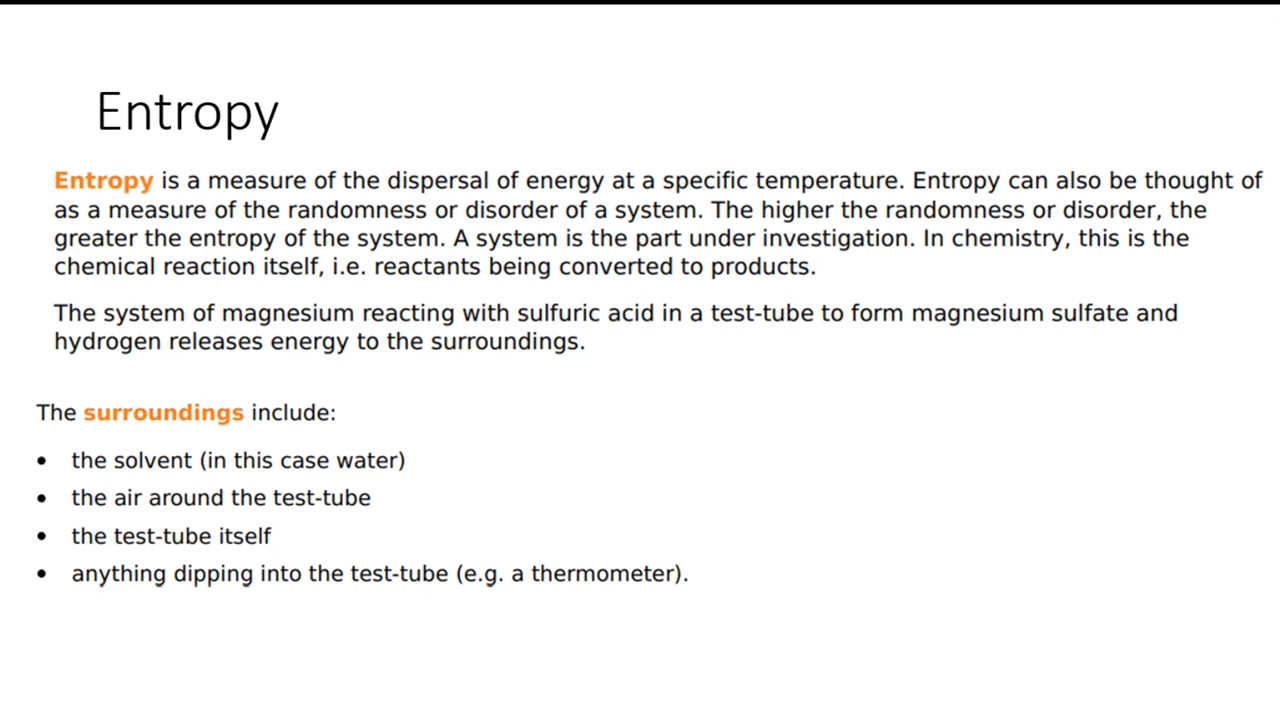 Entropy
Entropy is a measure of the dispersal of energy at a specific temperature. Entropy can also be thought of
as a measure of the randomness or disorder of a system. The higher the randomness or disorder, the
greater the entropy of the system. A system is the part under investigation. In chemistry, this is the
chemical reaction itself, i.e. reactants being converted to products.
The system of magnesium reacting with sulfuric acid in a test-tube to form magnesium sulfate and
hydrogen releases energy to the surroundings.
The surroundings include:
• the solvent (in this case water)
• the air around the test-tube
• the test-tube itself
• anything dipping into the test-tube (e.g. a thermometer).